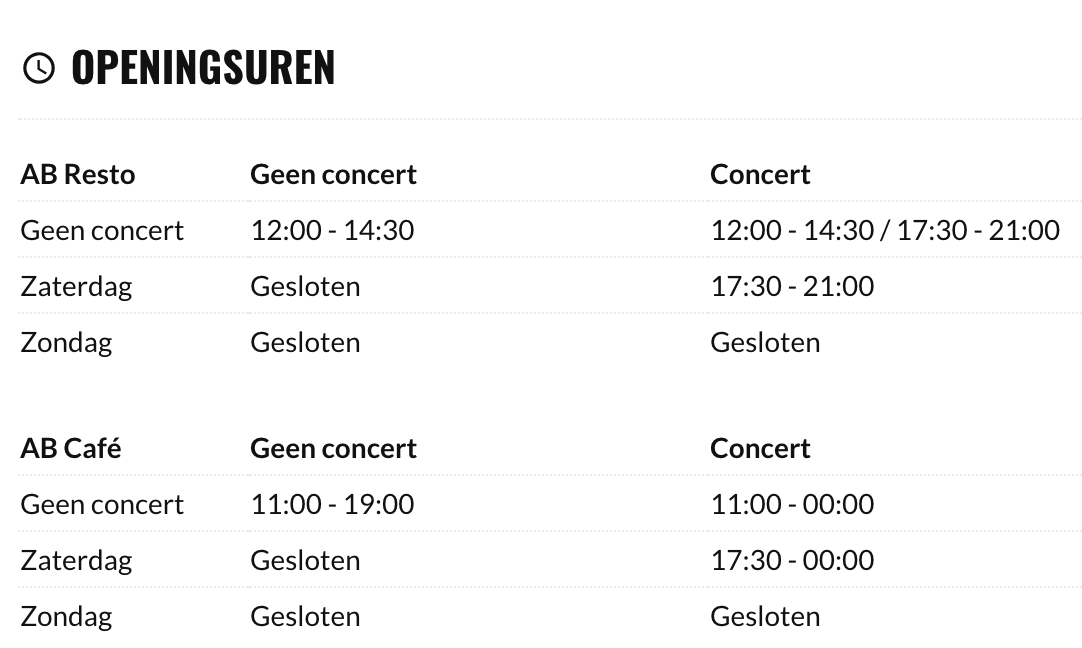 OPENINGSUREN
AB Resto Geen concert Concert
Geen concert 12:00 - 14:30 12:00 - 14:30 / 17:30 - 21:00
Zaterdag Gesloten 17:30 - 21:00
Zondag Gesloten Gesloten
AB Café Geen concert Concert
Geen concert 11:00 - 19:00 11:00 - 00:00
Zaterdag Gesloten 17:30 - 00:00
Zondag Gesloten Gesloten